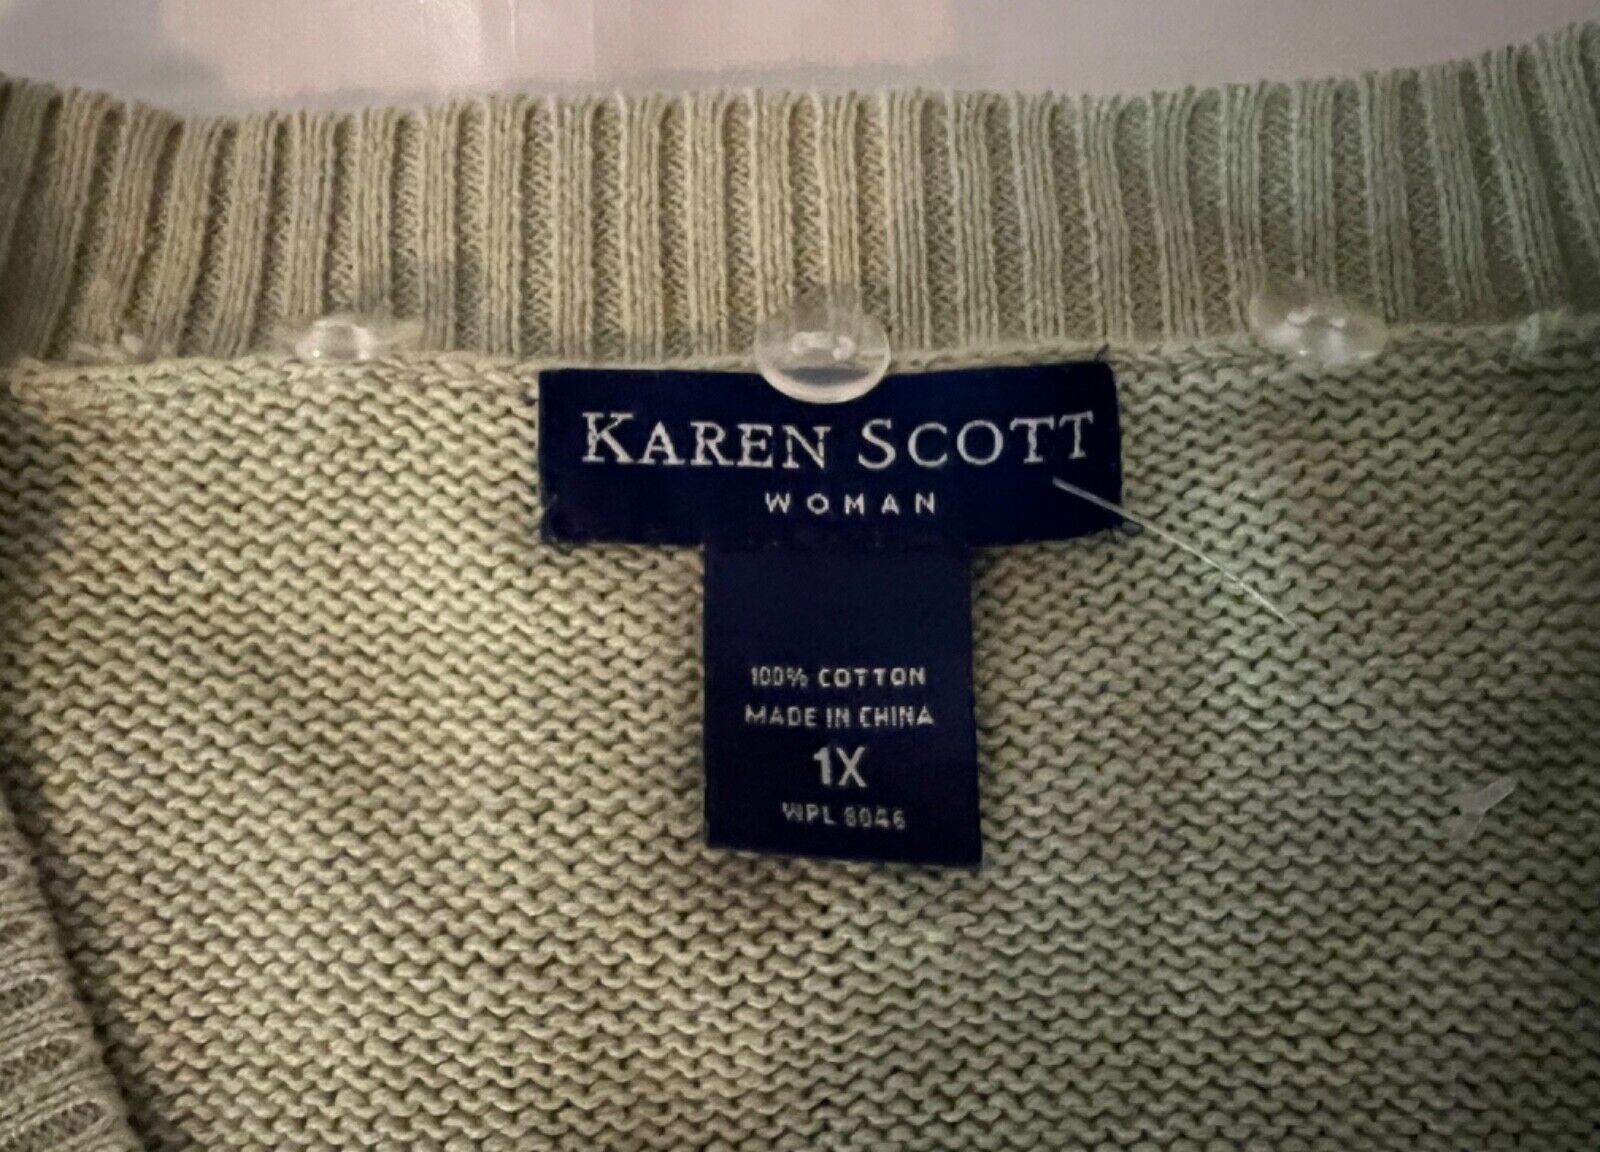 KAREN SCOTT
WOMAN
100% COTTON
MADE IN CHINA
1X
WPL 8046